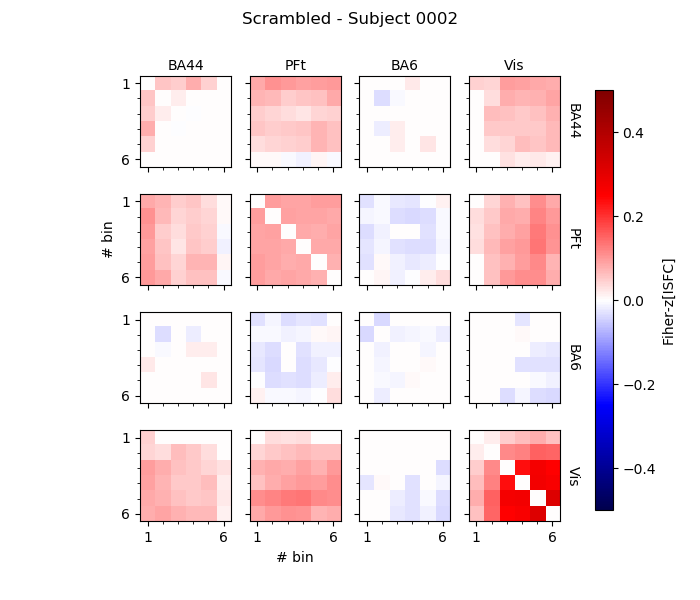 Scrambled - Subject 0002
BA44 PFt BA6 Vis
1
6
BA44
1
6
PFt
1
6
BA6
1
6
Vis
# bin
1 6 1 6 1 6 1 6
# bin
0.4
0.2
0.0
−0.2
−0.4
Fiher-z[ISFC]